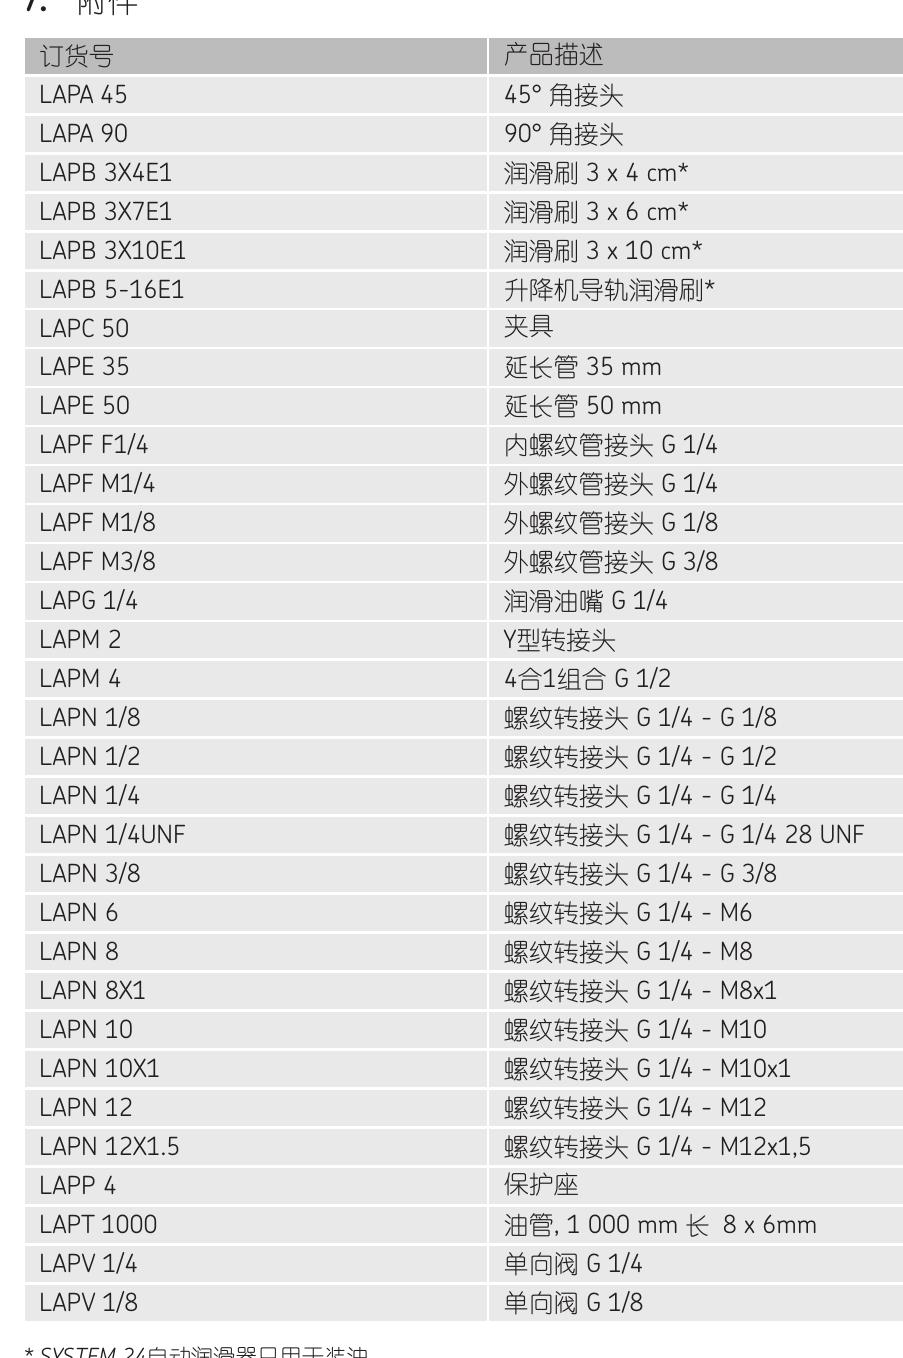 7. 附件
订货号 产品描述
LAPA 45 45° 角接头
LAPA 90 90° 角接头
LAPB 3X4E1 润滑刷 3 x 4 cm*
LAPB 3X7E1 润滑刷 3 x 6 cm*
LAPB 3X10E1 润滑刷 3 x 10 cm*
LAPB 5-16E1 升降机导轨润滑刷*
LAPC 50 夹具
LAPE 35 延长管 35 mm
LAPE 50 延长管 50 mm
LAPF F1/4 内螺纹管接头 G 1/4
LAPF M1/4 外螺纹管接头 G 1/4
LAPF M1/8 外螺纹管接头 G 1/8
LAPF M3/8 外螺纹管接头 G 3/8
LAPG 1/4 润滑油嘴 G 1/4
LAPM 2 Y型转接头
LAPM 4 4合1组合 G 1/2
LAPN 1/8 螺纹转接头 G 1/4 - G 1/8
LAPN 1/2 螺纹转接头 G 1/4 - G 1/2
LAPN 1/4 螺纹转接头 G 1/4 - G 1/4
LAPN 1/4UNF 螺纹转接头 G 1/4 - G 1/4 28 UNF
LAPN 3/8 螺纹转接头 G 1/4 - G 3/8
LAPN 6 螺纹转接头 G 1/4 - M6
LAPN 8 螺纹转接头 G 1/4 - M8
LAPN 8X1 螺纹转接头 G 1/4 - M8x1
LAPN 10 螺纹转接头 G 1/4 - M10
LAPN 10X1 螺纹转接头 G 1/4 - M10x1
LAPN 12 螺纹转接头 G 1/4 - M12
LAPN 12X1.5 螺纹转接头 G 1/4 - M12x1,5
LAPP 4 保护座
LAPT 1000 油管, 1 000 mm 长 8 x 6mm
LAPV 1/4 单向阀 G 1/4
LAPV 1/8 单向阀 G 1/8
* SYSTEM 24自动润滑器只用于装油